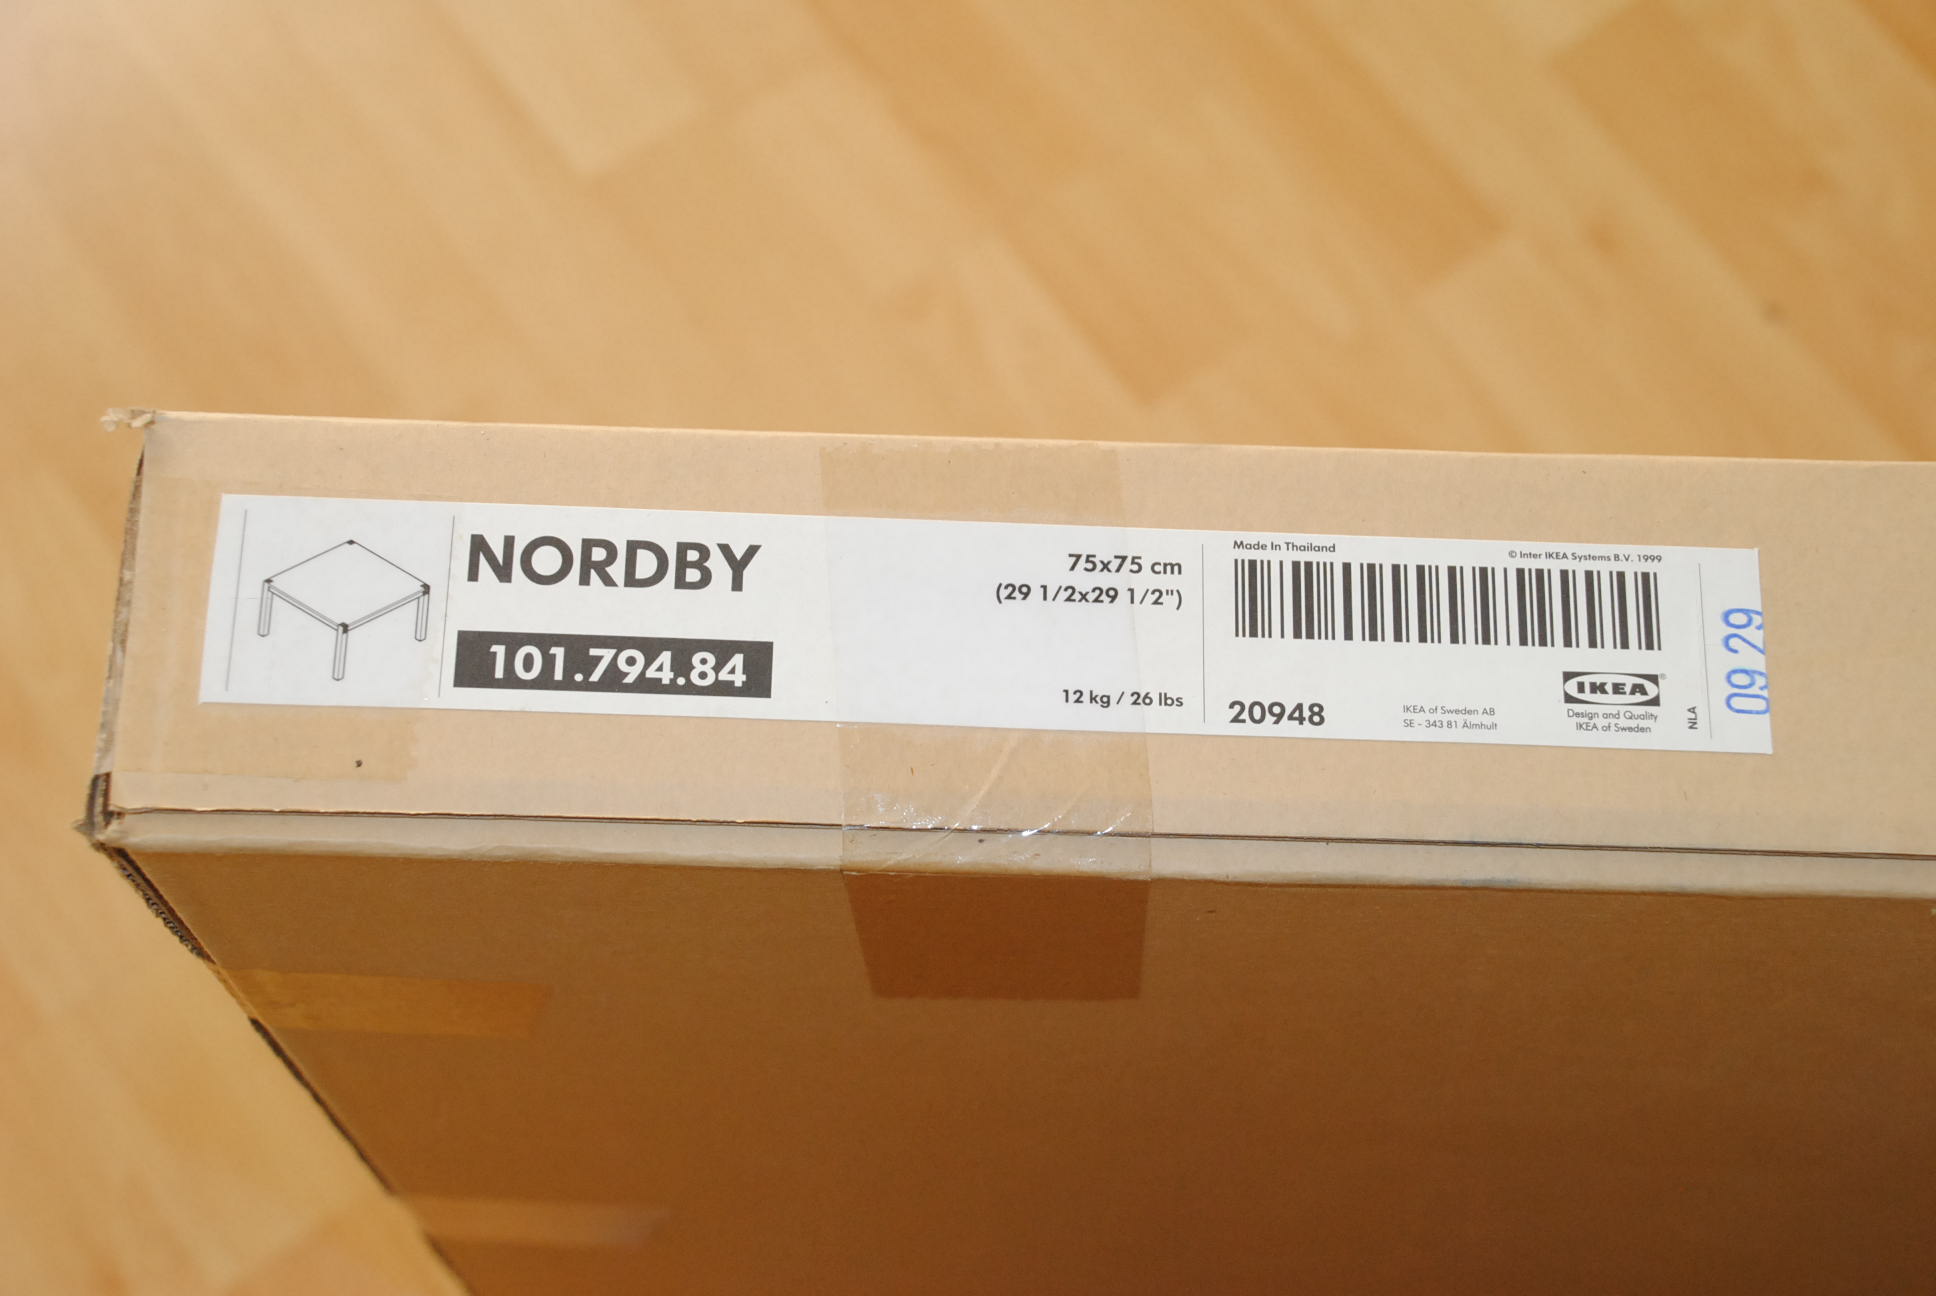 NORDBY
101.794.84
75x75 cm
(29 1/2x29 1/2")
12 kg / 26 lbs
Made In Thailand
© Inter IKEA Systems B.V. 1999
20948
IKEA of Sweden AB
SE - 343 81 Älmhult
IKEA®
Design and Quality
IKEA of Sweden
NLA
09 29